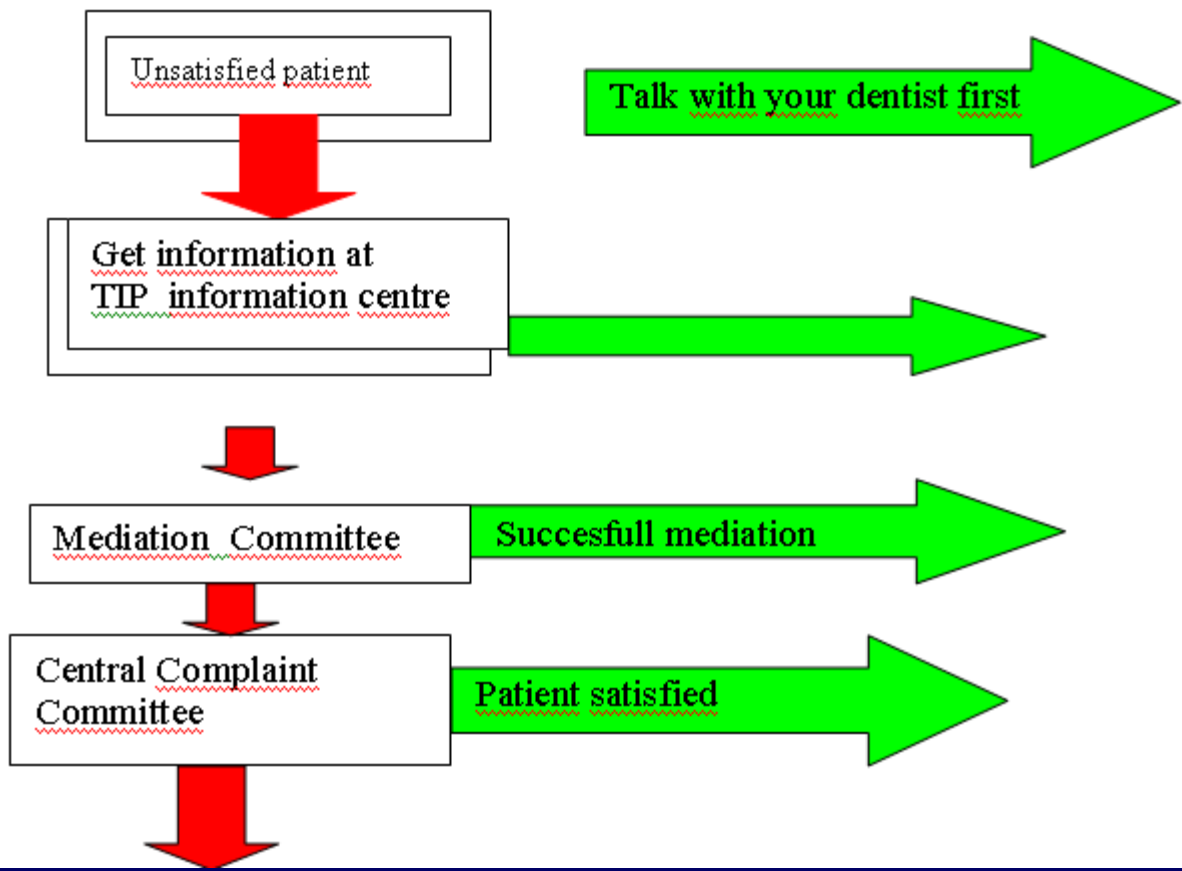 Unsatisfied patient
Talk with your dentist first
Get information at
TIP information centre
Mediation Committee
Succesfull mediation
Central Complaint
Committee
Patient satisfied